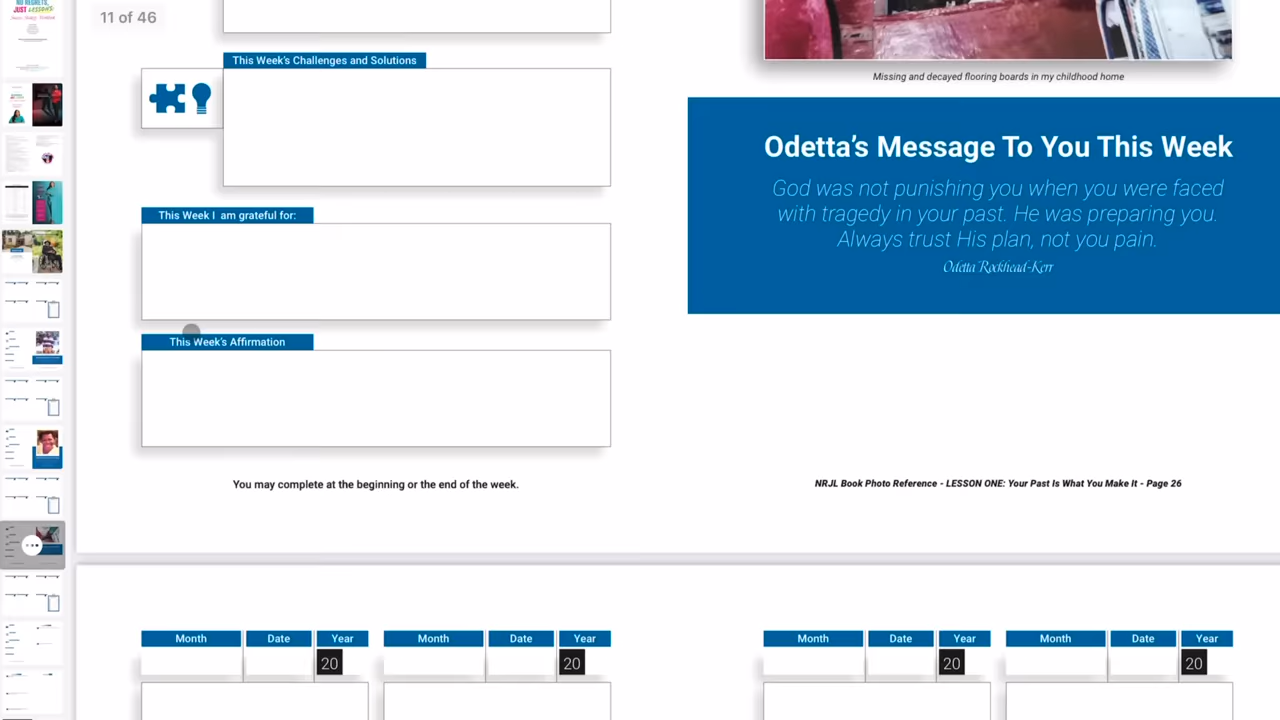 NO REGRETS,
JUST LESSONS
11 of 46
This Week's Challenges and Solutions
This Week I am grateful for:
This Week's Affirmation
You may complete at the beginning or the end of the week.
Missing and decayed flooring boards in my childhood home
Odetta's Message To You This Week
God was not punishing you when you were faced
with tragedy in your past. He was preparing you.
Always trust His plan, not you pain.
Odetta Rockhead-Kerr
NRJL Book Photo Reference - LESSON ONE: Your Past Is What You Make It - Page 26
Month Date Year Month Date Year
20 20
Month Date Year Month Date Year
20 20